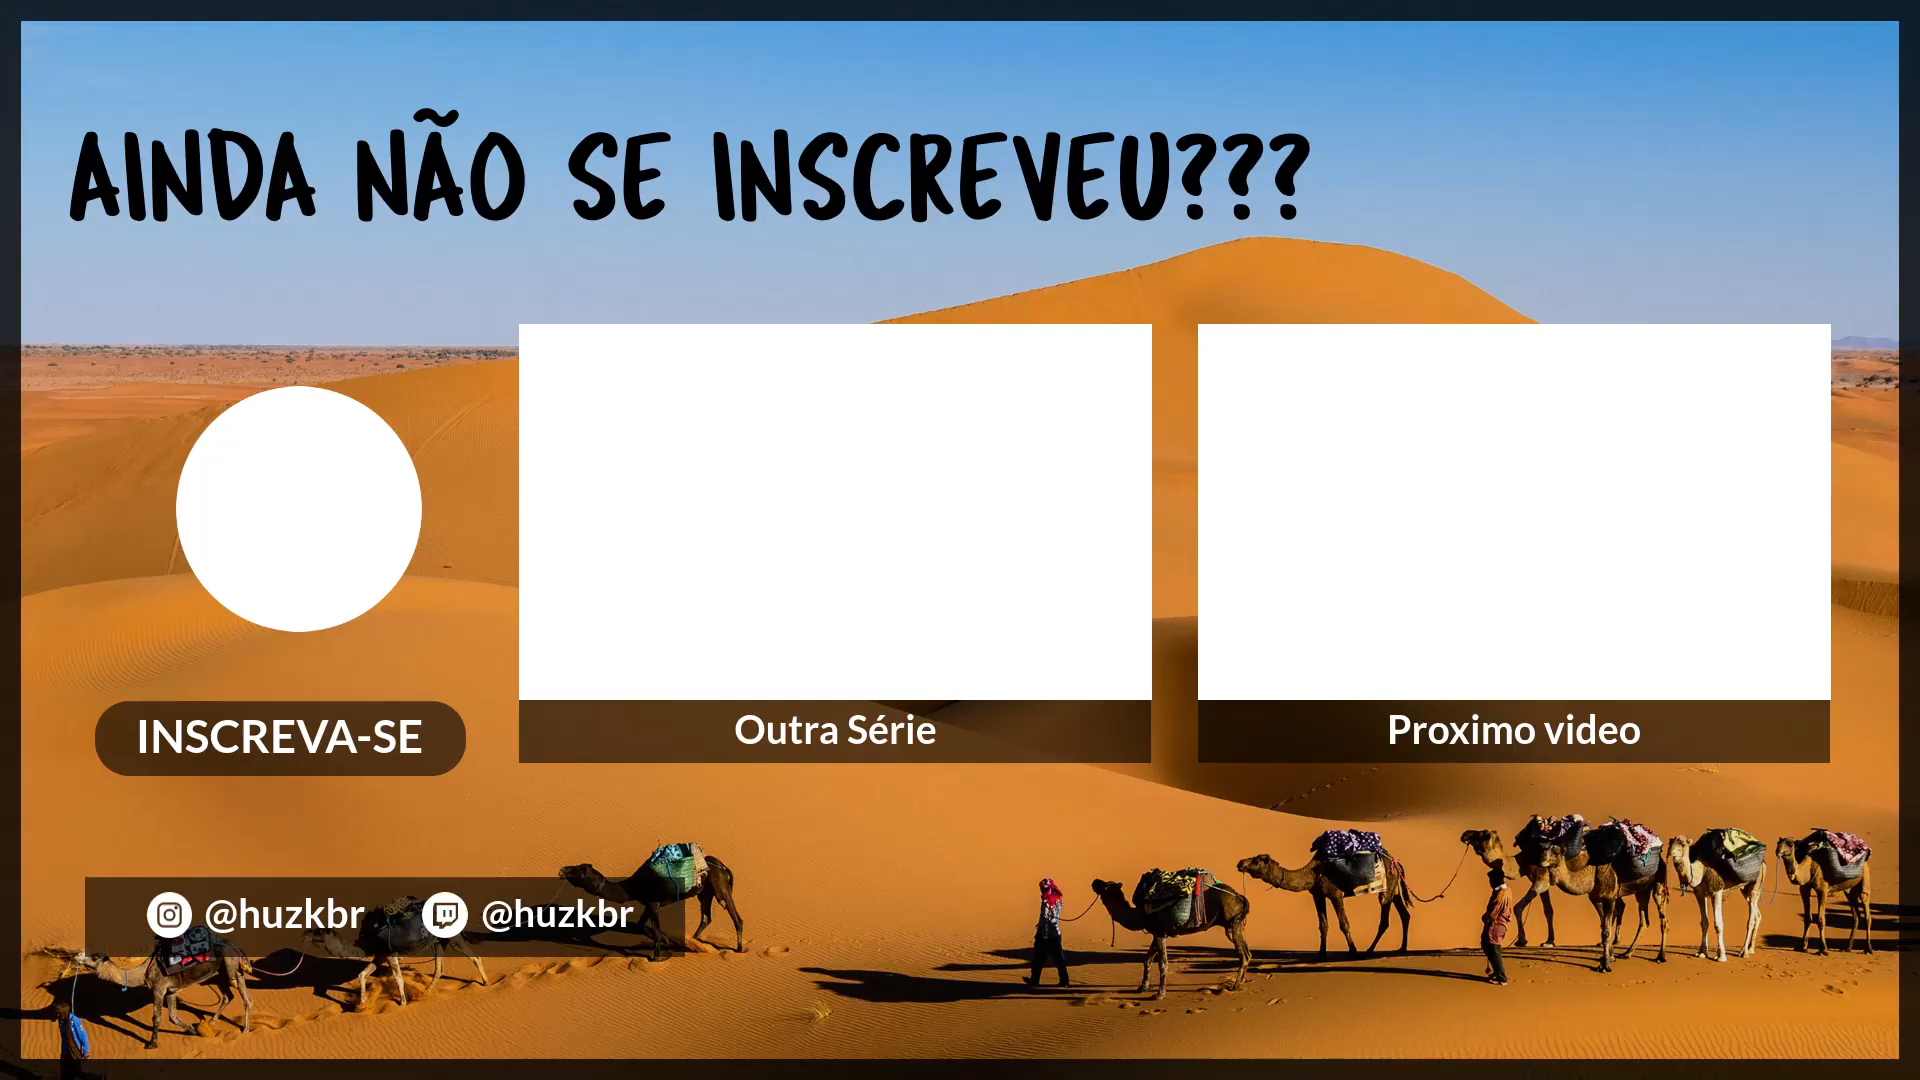 AINDA NÃO SE INSCREVEU???
INSCREVA-SE
Outra Série
Proximo video
@huzkbr
@huzkbr